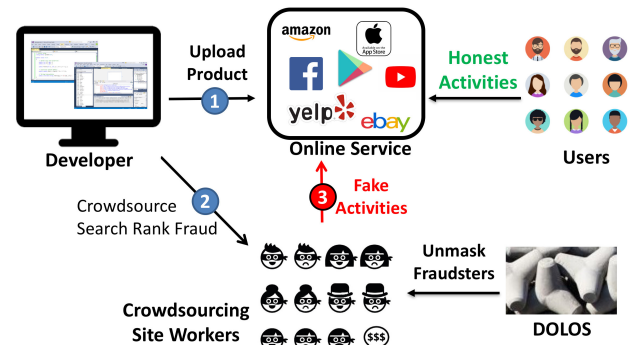 amazon
Available on the
App Store
Upload
Product
1
f
yelp
ebay
Online Service
Honest
Activities
Users
Developer
2
Crowdsource
Search Rank Fraud
3
Fake
Activities
Unmask
Fraudsters
Crowdsourcing
Site Workers
($$$)
DOLOS